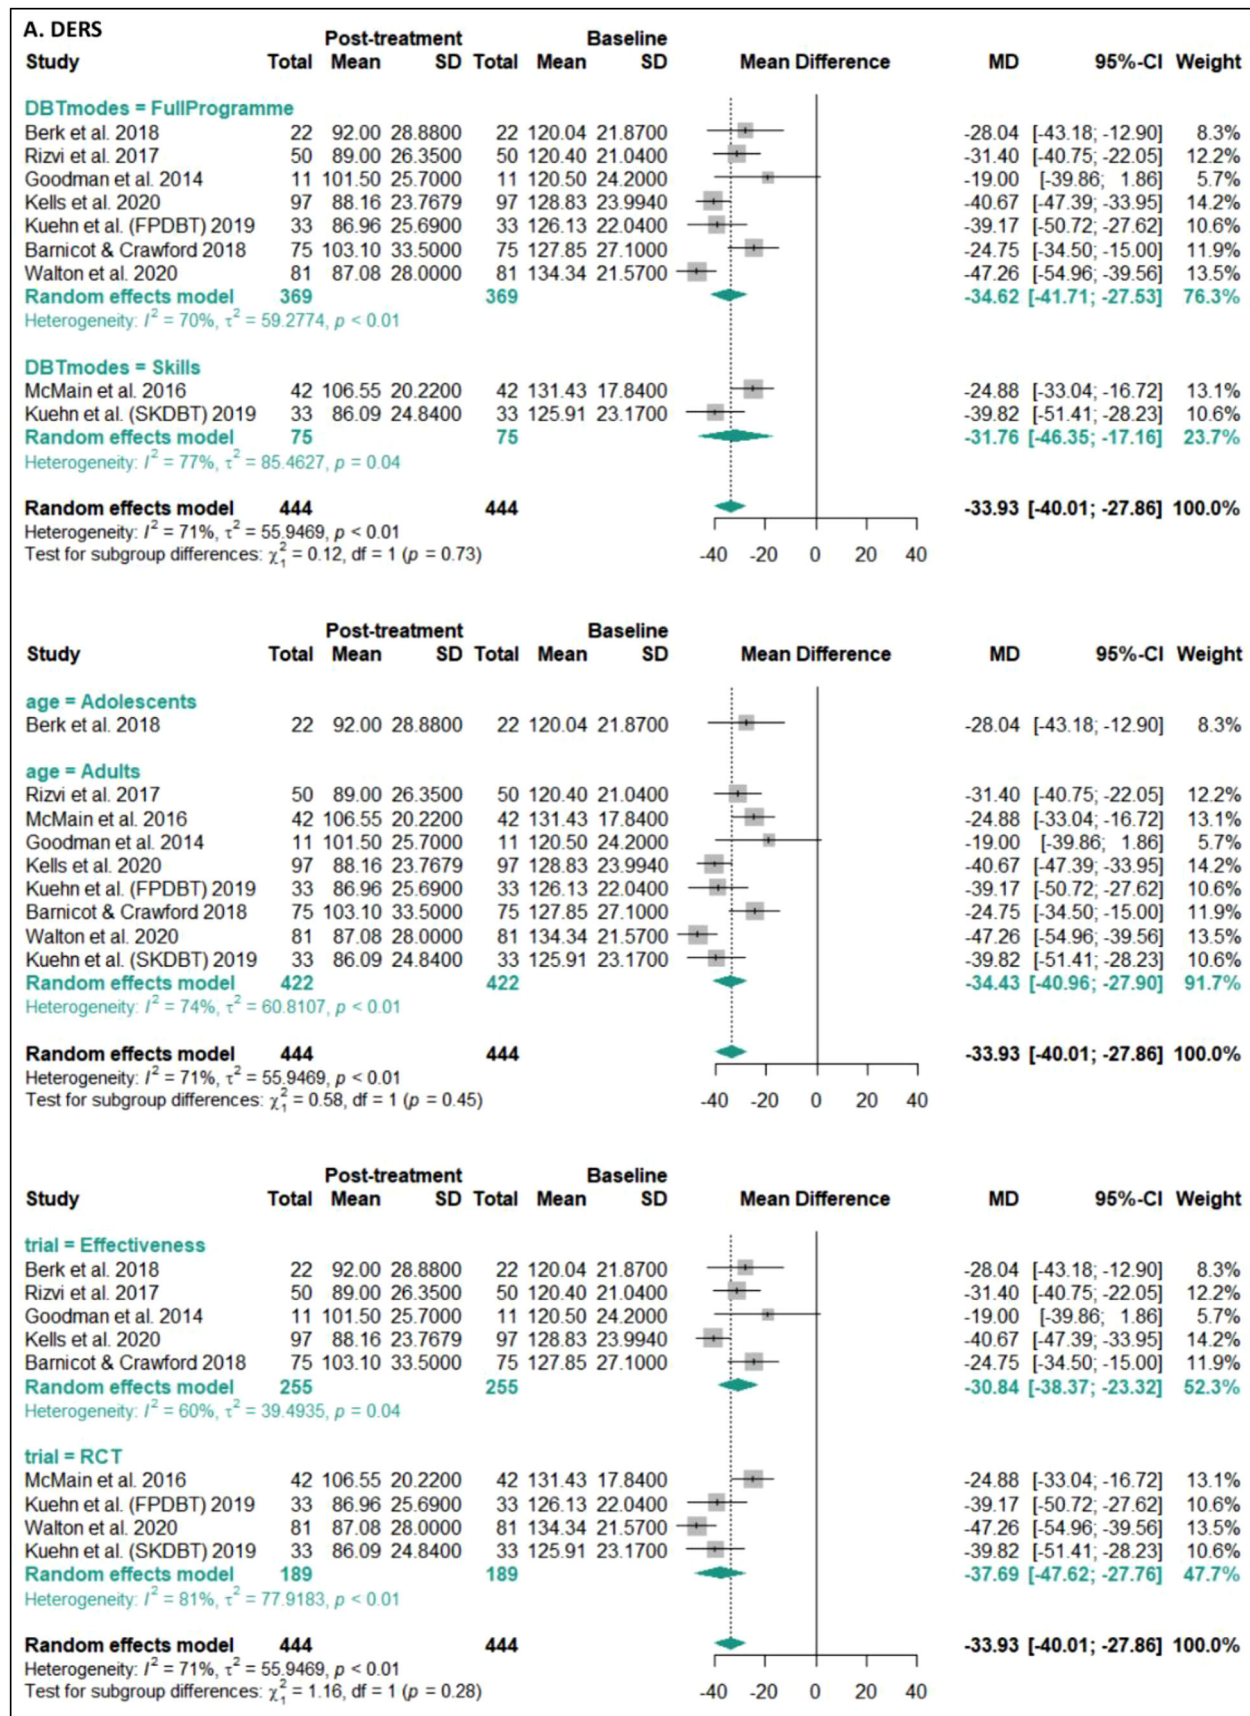 A. DERS
Post-treatment Baseline
Study Total Mean SD Total Mean SD Mean Difference MD 95%-CI Weight
DBTmodes = FullProgramme
Berk et al. 2018 22 92.00 28.8800 22 120.04 21.8700 -28.04 [-43.18; -12.90] 8.3%
Rizvi et al. 2017 50 89.00 26.3500 50 120.40 21.0400 -31.40 [-40.75; -22.05] 12.2%
Goodman et al. 2014 11 101.50 25.7000 11 120.50 24.2000 -19.00 [-39.86; 1.86] 5.7%
Kells et al. 2020 97 88.16 23.7679 97 128.83 23.9940 -40.67 [-47.39; -33.95] 14.2%
Kuehn et al. (FPDBT) 2019 33 86.96 25.6900 33 126.13 22.0400 -39.17 [-50.72; -27.62] 10.6%
Barnicot & Crawford 2018 75 103.10 33.5000 75 127.85 27.1000 -24.75 [-34.50; -15.00] 11.9%
Walton et al. 2020 81 87.08 28.0000 81 134.34 21.5700 -47.26 [-54.96; -39.56] 13.5%
Random effects model 369 369 -34.62 [-41.71; -27.53] 76.3%
Heterogeneity: I² = 70%, τ² = 59.2774, p < 0.01
DBTmodes = Skills
McMain et al. 2016 42 106.55 20.2200 42 131.43 17.8400 -24.88 [-33.04; -16.72] 13.1%
Kuehn et al. (SKDBT) 2019 33 86.09 24.8400 33 125.91 23.1700 -39.82 [-51.41; -28.23] 10.6%
Random effects model 75 75 -31.76 [-46.35; -17.16] 23.7%
Heterogeneity: I² = 77%, τ² = 85.4627, p = 0.04
Random effects model 444 444 -33.93 [-40.01; -27.86] 100.0%
Heterogeneity: I² = 71%, τ² = 55.9469, p < 0.01
Test for subgroup differences: χ²₁ = 0.12, df = 1 (p = 0.73)
-40 -20 0 20 40
Post-treatment Baseline
Study Total Mean SD Total Mean SD Mean Difference MD 95%-CI Weight
age = Adolescents
Berk et al. 2018 22 92.00 28.8800 22 120.04 21.8700 -28.04 [-43.18; -12.90] 8.3%
age = Adults
Rizvi et al. 2017 50 89.00 26.3500 50 120.40 21.0400 -31.40 [-40.75; -22.05] 12.2%
McMain et al. 2016 42 106.55 20.2200 42 131.43 17.8400 -24.88 [-33.04; -16.72] 13.1%
Goodman et al. 2014 11 101.50 25.7000 11 120.50 24.2000 -19.00 [-39.86; 1.86] 5.7%
Kells et al. 2020 97 88.16 23.7679 97 128.83 23.9940 -40.67 [-47.39; -33.95] 14.2%
Kuehn et al. (FPDBT) 2019 33 86.96 25.6900 33 126.13 22.0400 -39.17 [-50.72; -27.62] 10.6%
Barnicot & Crawford 2018 75 103.10 33.5000 75 127.85 27.1000 -24.75 [-34.50; -15.00] 11.9%
Walton et al. 2020 81 87.08 28.0000 81 134.34 21.5700 -47.26 [-54.96; -39.56] 13.5%
Kuehn et al. (SKDBT) 2019 33 86.09 24.8400 33 125.91 23.1700 -39.82 [-51.41; -28.23] 10.6%
Random effects model 422 422 -34.43 [-40.96; -27.90] 91.7%
Heterogeneity: I² = 74%, τ² = 60.8107, p < 0.01
Random effects model 444 444 -33.93 [-40.01; -27.86] 100.0%
Heterogeneity: I² = 71%, τ² = 55.9469, p < 0.01
Test for subgroup differences: χ²₁ = 0.58, df = 1 (p = 0.45)
-40 -20 0 20 40
Post-treatment Baseline
Study Total Mean SD Total Mean SD Mean Difference MD 95%-CI Weight
trial = Effectiveness
Berk et al. 2018 22 92.00 28.8800 22 120.04 21.8700 -28.04 [-43.18; -12.90] 8.3%
Rizvi et al. 2017 50 89.00 26.3500 50 120.40 21.0400 -31.40 [-40.75; -22.05] 12.2%
Goodman et al. 2014 11 101.50 25.7000 11 120.50 24.2000 -19.00 [-39.86; 1.86] 5.7%
Kells et al. 2020 97 88.16 23.7679 97 128.83 23.9940 -40.67 [-47.39; -33.95] 14.2%
Barnicot & Crawford 2018 75 103.10 33.5000 75 127.85 27.1000 -24.75 [-34.50; -15.00] 11.9%
Random effects model 255 255 -30.84 [-38.37; -23.32] 52.3%
Heterogeneity: I² = 60%, τ² = 39.4935, p = 0.04
trial = RCT
McMain et al. 2016 42 106.55 20.2200 42 131.43 17.8400 -24.88 [-33.04; -16.72] 13.1%
Kuehn et al. (FPDBT) 2019 33 86.96 25.6900 33 126.13 22.0400 -39.17 [-50.72; -27.62] 10.6%
Walton et al. 2020 81 87.08 28.0000 81 134.34 21.5700 -47.26 [-54.96; -39.56] 13.5%
Kuehn et al. (SKDBT) 2019 33 86.09 24.8400 33 125.91 23.1700 -39.82 [-51.41; -28.23] 10.6%
Random effects model 189 189 -37.69 [-47.62; -27.76] 47.7%
Heterogeneity: I² = 81%, τ² = 77.9183, p < 0.01
Random effects model 444 444 -33.93 [-40.01; -27.86] 100.0%
Heterogeneity: I² = 71%, τ² = 55.9469, p < 0.01
Test for subgroup differences: χ²₁ = 1.16, df = 1 (p = 0.28)
-40 -20 0 20 40